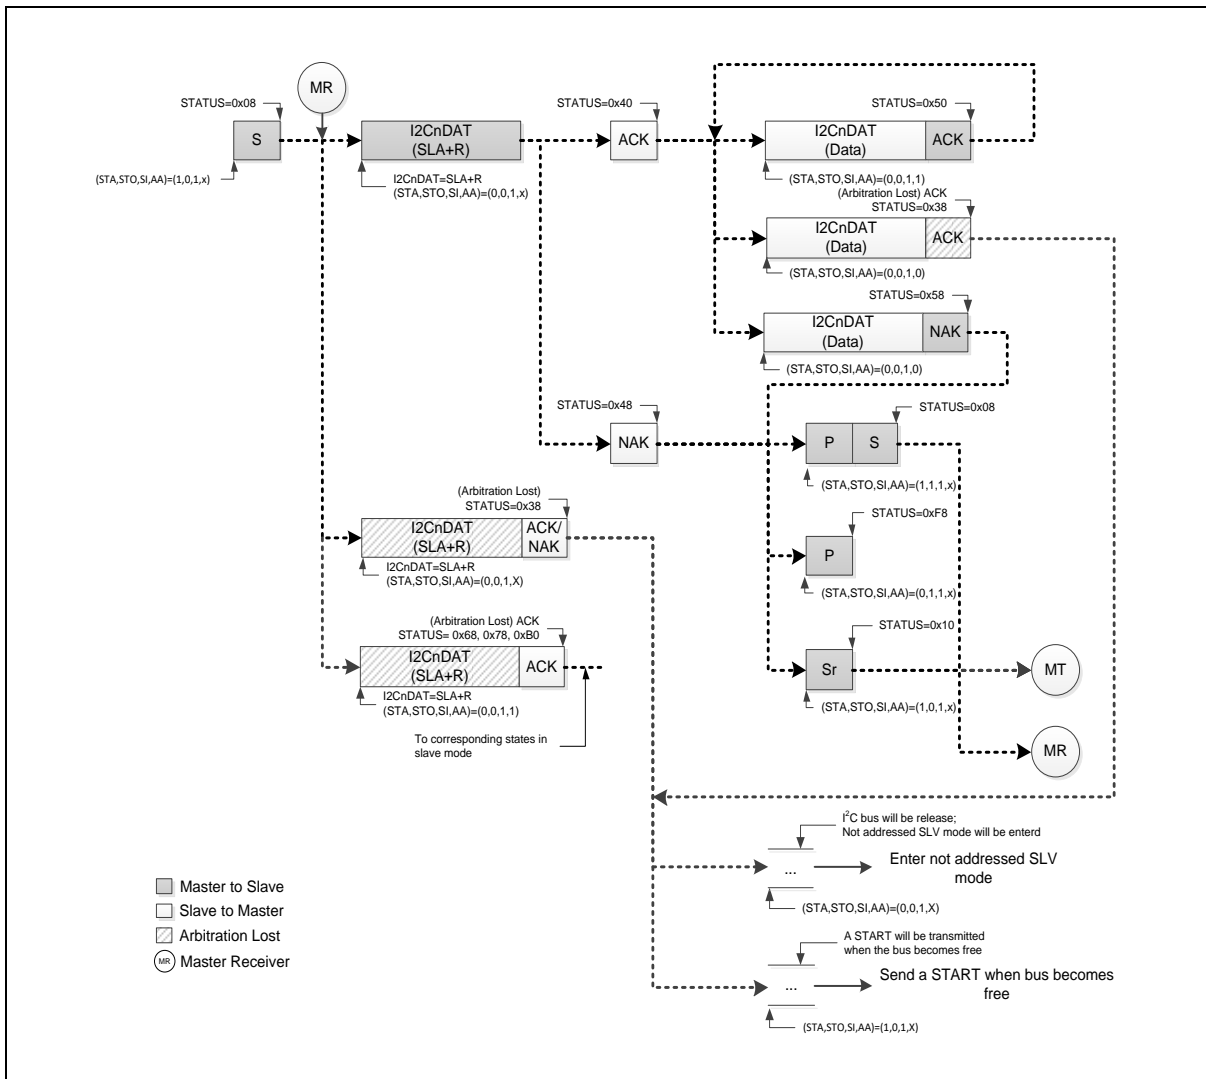 MR
STATUS=0x08
STATUS=0x40
STATUS=0x50
S
I2CnDAT
(SLA+R)
ACK
I2CnDAT
(Data)
ACK
(STA,STO,SI,AA)=(1,0,1,x)
I2CnDAT=SLA+R
(STA,STO,SI,AA)=(0,0,1,x)
(STA,STO,SI,AA)=(0,0,1,1)
(Arbitration Lost) ACK
STATUS=0x38
I2CnDAT
(Data)
ACK
(STA,STO,SI,AA)=(0,0,1,0)
STATUS=0x58
I2CnDAT
(Data)
NAK
(STA,STO,SI,AA)=(0,0,1,0)
STATUS=0x48
STATUS=0x08
NAK
P
S
(STA,STO,SI,AA)=(1,1,1,x)
(Arbitration Lost)
STATUS=0x38
STATUS=0xF8
I2CnDAT
(SLA+R)
ACK/
NAK
P
I2CnDAT=SLA+R
(STA,STO,SI,AA)=(0,0,1,X)
(STA,STO,SI,AA)=(0,1,1,x)
(Arbitration Lost) ACK
STATUS= 0x68, 0x78, 0xB0
STATUS=0x10
I2CnDAT
(SLA+R)
ACK
Sr
MT
I2CnDAT=SLA+R
(STA,STO,SI,AA)=(0,0,1,1)
(STA,STO,SI,AA)=(1,0,1,x)
To corresponding states in
slave mode
MR
I²C bus will be release;
Not addressed SLV mode will be enterd
...
Enter not addressed SLV
mode
(STA,STO,SI,AA)=(0,0,1,X)
Master to Slave
Slave to Master
Arbitration Lost
MR Master Receiver
A START will be transmitted
when the bus becomes free
...
Send a START when bus becomes
free
(STA,STO,SI,AA)=(1,0,1,X)